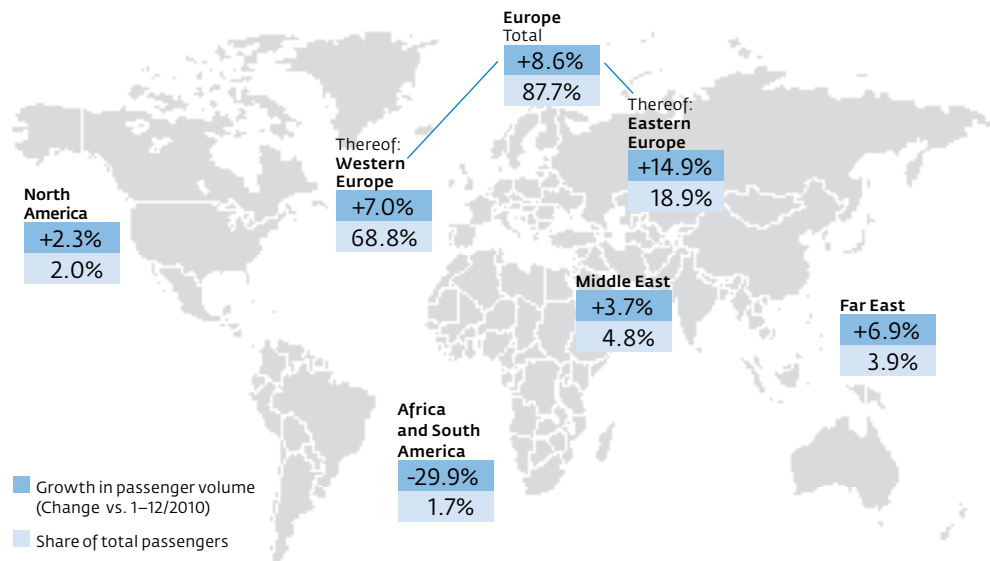 Europe
Total
+8.6%
87.7%
Thereof:
Western
Europe
+7.0%
68.8%
Thereof:
Eastern
Europe
+14.9%
18.9%
North
America
+2.3%
2.0%
Middle East
+3.7%
4.8%
Far East
+6.9%
3.9%
Africa
and South
America
-29.9%
1.7%
Growth in passenger volume
(Change vs. 1–12/2010)
Share of total passengers